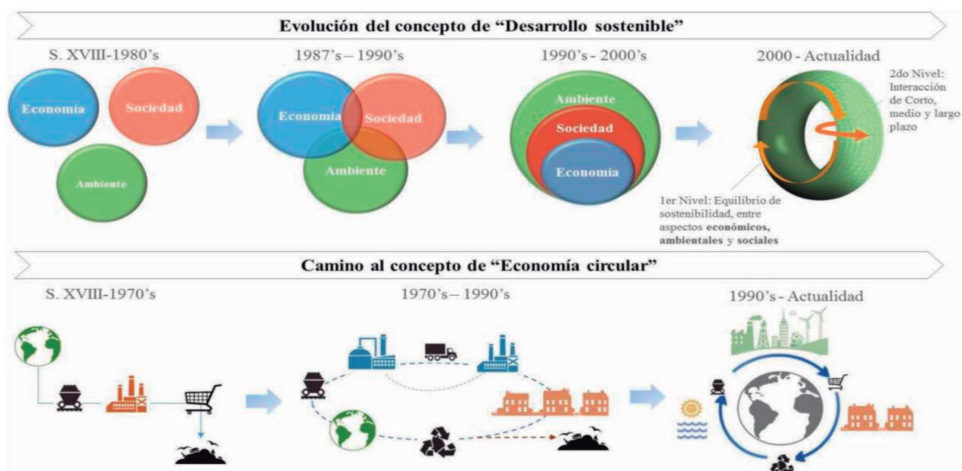 Evolución del concepto de “Desarrollo sostenible”
S. XVIII-1980’s
1987’s – 1990’s
1990’s - 2000’s
2000 - Actualidad
Economía
Sociedad
Ambiente
Economía
Sociedad
Ambiente
Ambiente
Sociedad
Economía
2do Nivel:
Interacción
de Corto,
medio y largo
plazo
1er Nivel: Equilibrio de
sostenibilidad, entre
aspectos económicos,
ambientales y sociales
Camino al concepto de “Economía circular”
S. XVIII-1970’s
1970’s – 1990’s
1990’s - Actualidad